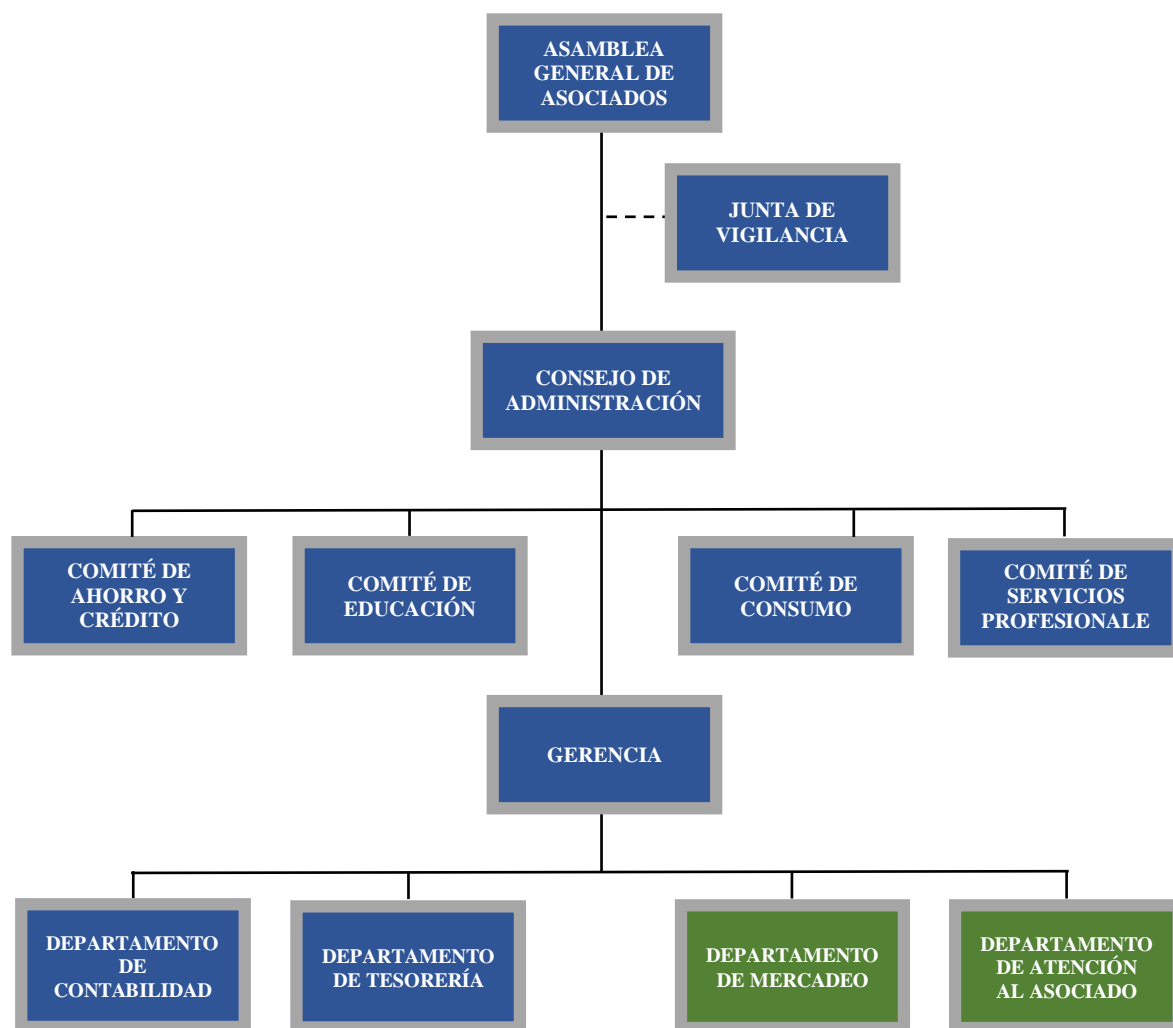 ASAMBLEA
GENERAL DE
ASOCIADOS
JUNTA DE
VIGILANCIA
CONSEJO DE
ADMINISTRACIÓN
COMITÉ DE
AHORRO Y
CRÉDITO
COMITÉ DE
EDUCACIÓN
COMITÉ DE
CONSUMO
COMITÉ DE
SERVICIOS
PROFESIONALE
GERENCIA
DEPARTAMENTO
DE
CONTABILIDAD
DEPARTAMENTO
DE TESORERÍA
DEPARTAMENTO
DE MERCADEO
DEPARTAMENTO
DE ATENCIÓN
AL ASOCIADO